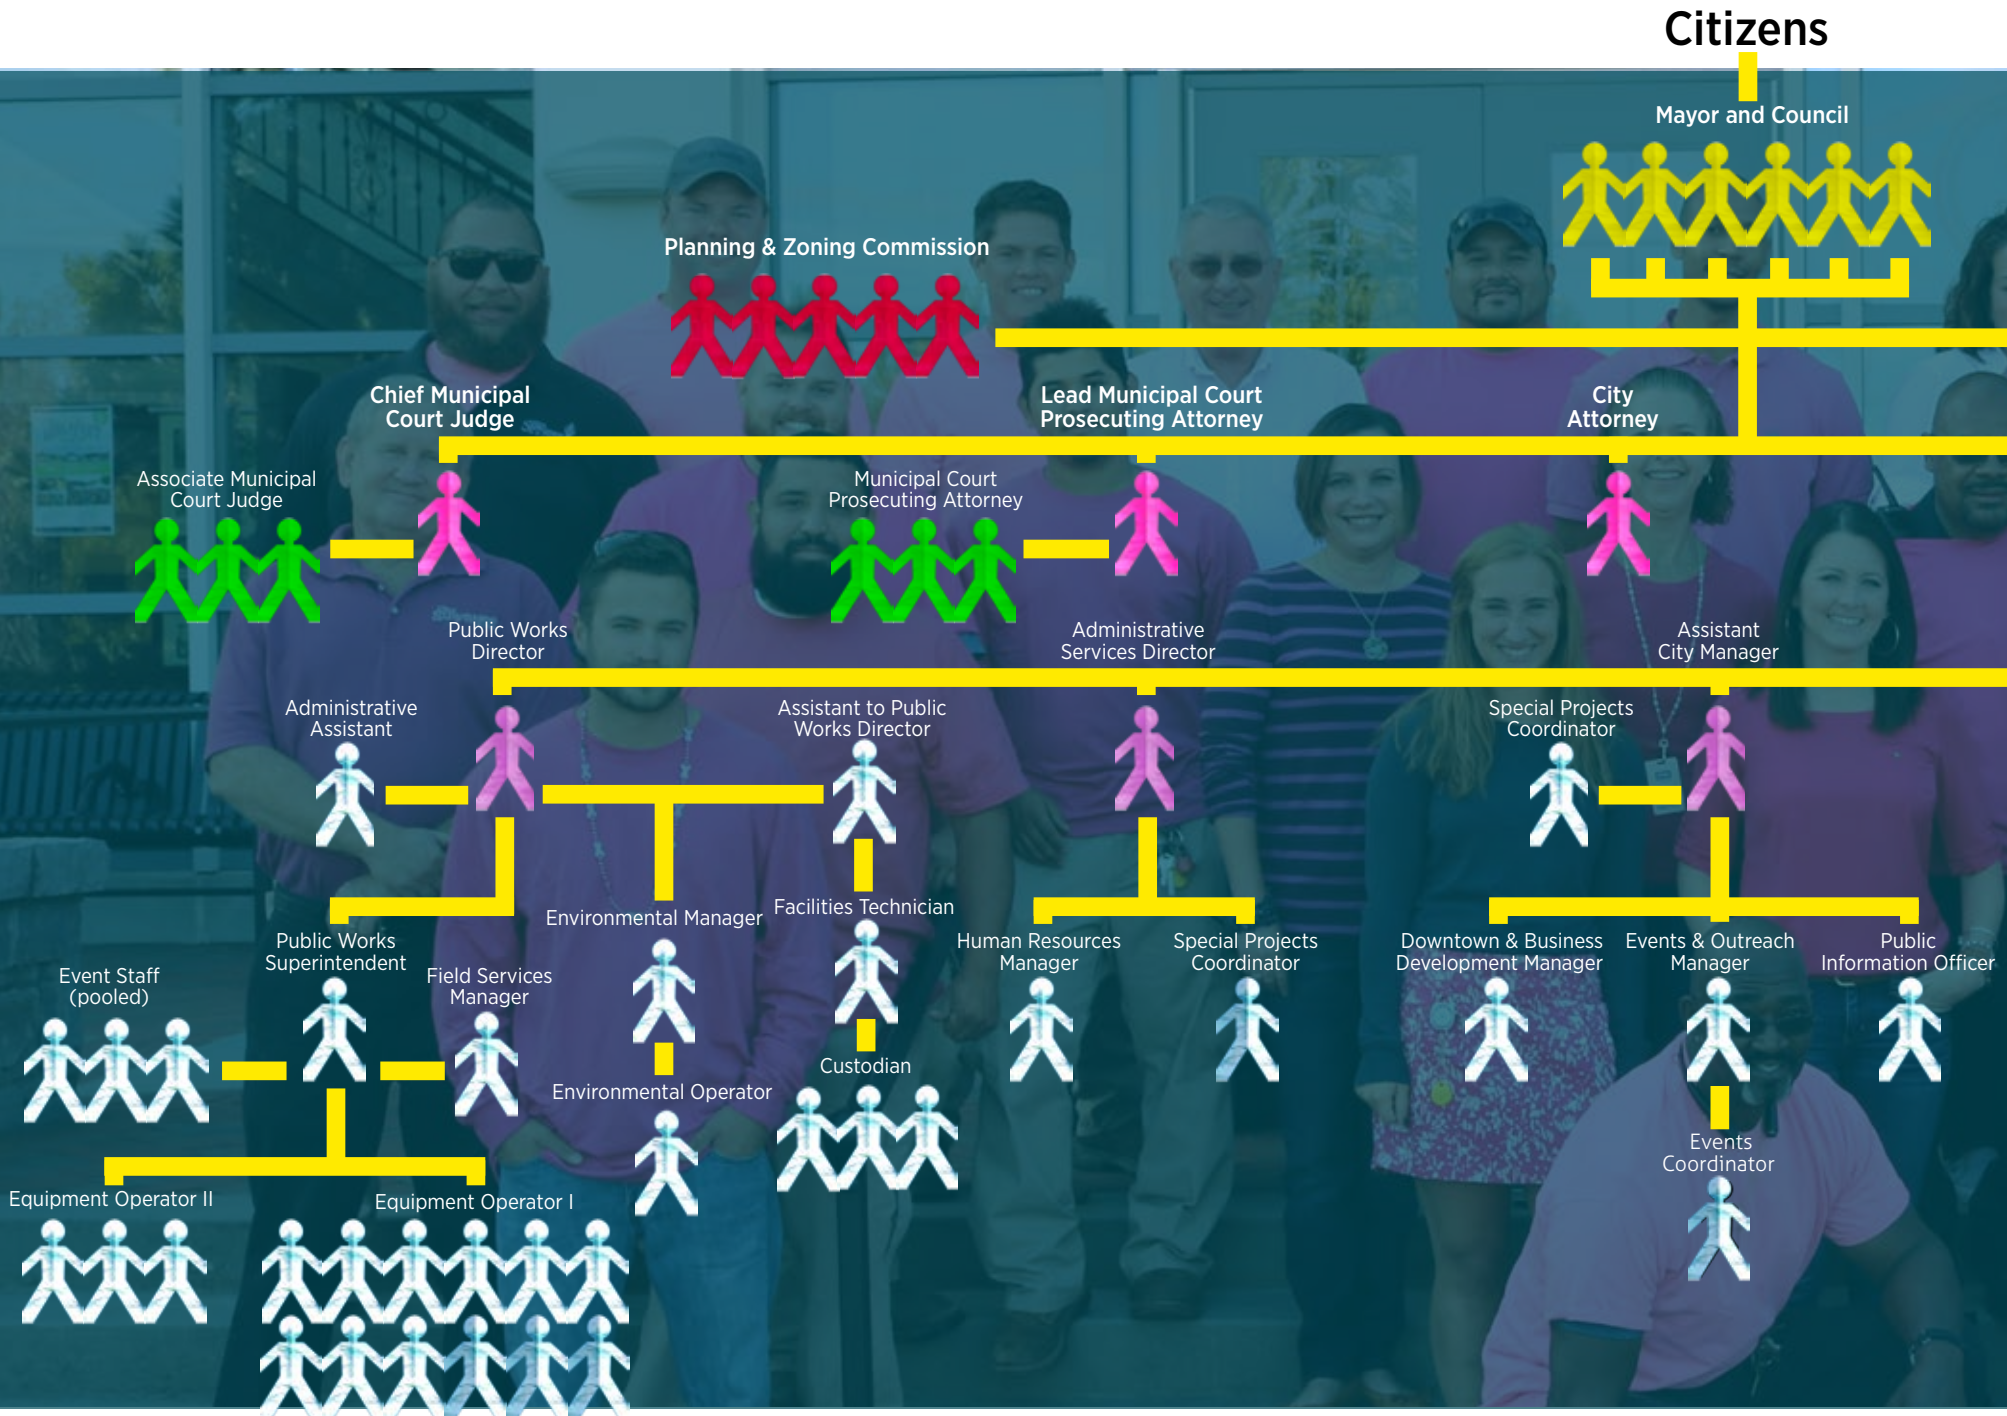 Citizens
Mayor and Council
Planning & Zoning Commission
Chief Municipal
Court Judge
Lead Municipal Court
Prosecuting Attorney
City
Attorney
Associate Municipal
Court Judge
Municipal Court
Prosecuting Attorney
Public Works
Director
Administrative
Services Director
Assistant
City Manager
Administrative
Assistant
Assistant to Public
Works Director
Special Projects
Coordinator
Environmental Manager
Facilities Technician
Public Works
Superintendent
Human Resources
Manager
Special Projects
Coordinator
Downtown & Business
Development Manager
Events & Outreach
Manager
Public
Information Officer
Event Staff
(pooled)
Field Services
Manager
Custodian
Environmental Operator
Events
Coordinator
Equipment Operator II
Equipment Operator I